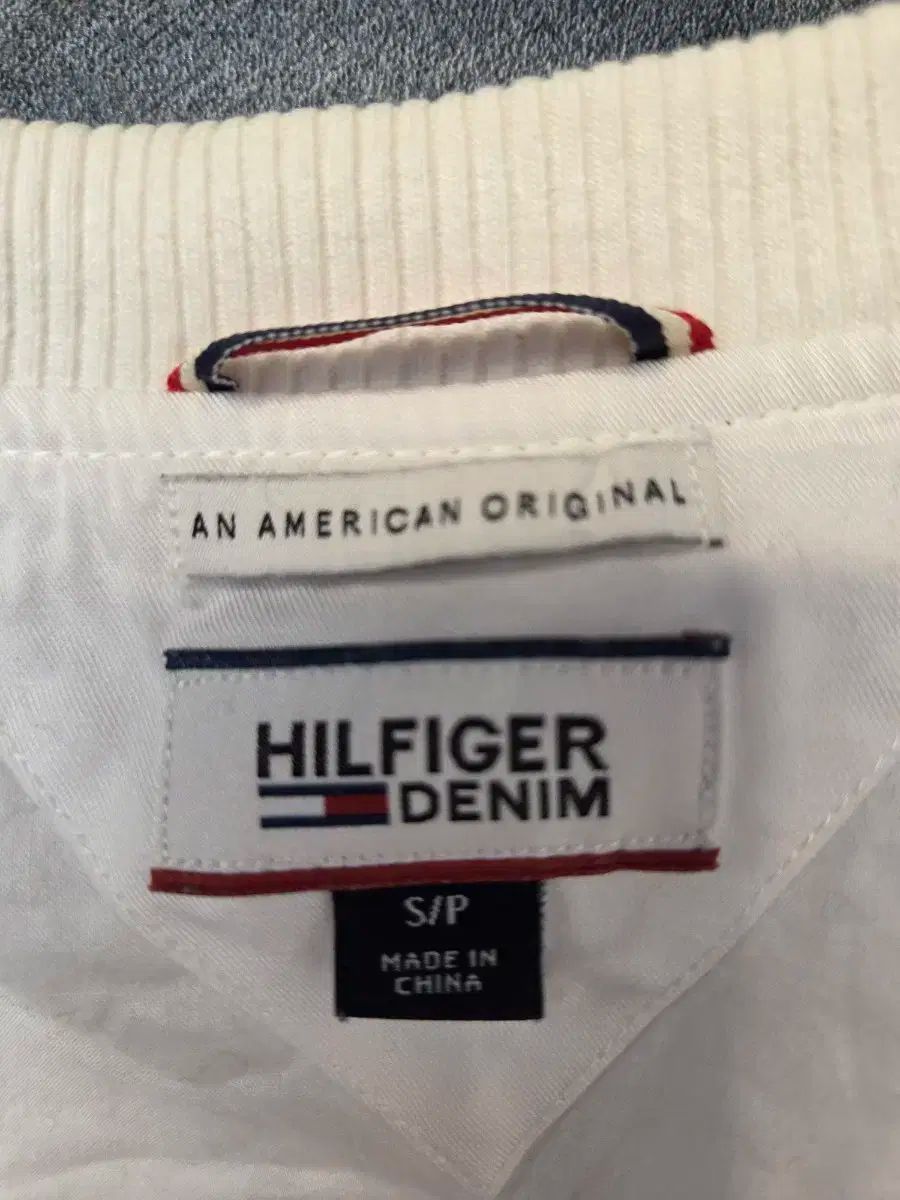 AN AMERICAN ORIGINAL
HILFIGER
DENIM
S/P
MADE IN
CHINA